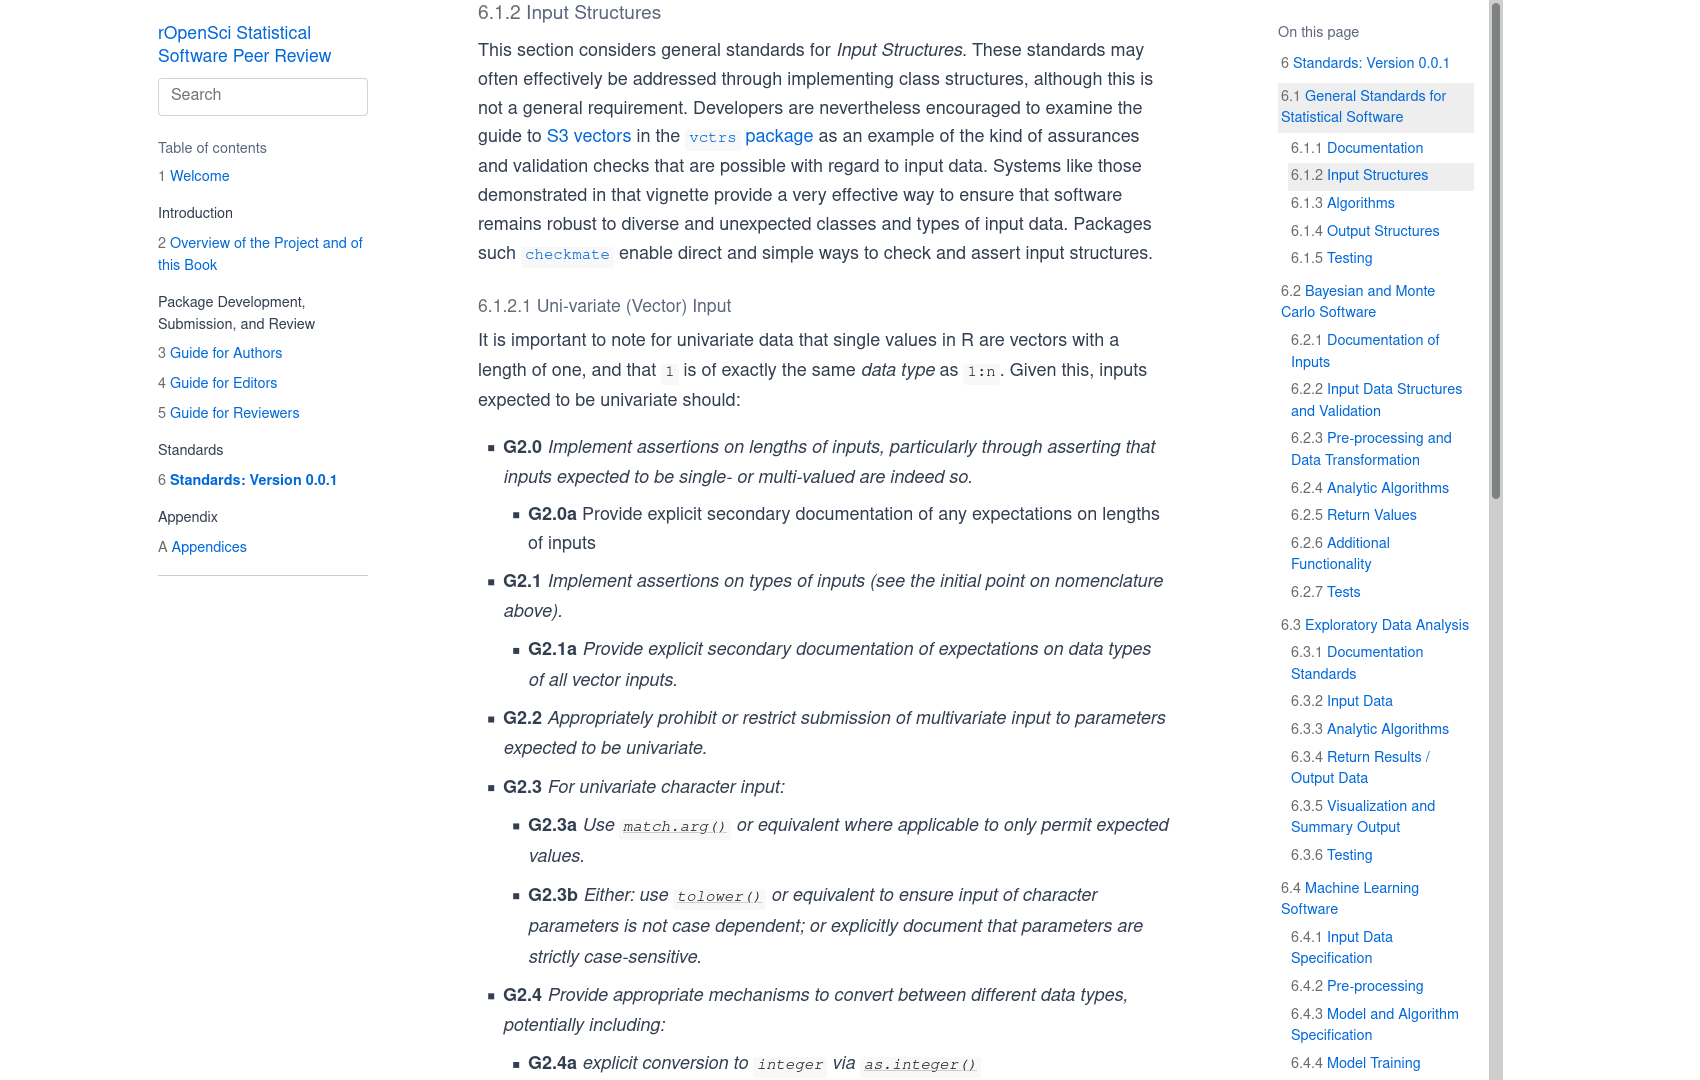 rOpenSci Statistical
Software Peer Review
Search
Table of contents
1 Welcome
Introduction
2 Overview of the Project and of
this Book
Package Development,
Submission, and Review
3 Guide for Authors
4 Guide for Editors
5 Guide for Reviewers
Standards
6 Standards: Version 0.0.1
Appendix
A Appendices
6.1.2 Input Structures
This section considers general standards for Input Structures. These standards may
often effectively be addressed through implementing class structures, although this is
not a general requirement. Developers are nevertheless encouraged to examine the
guide to S3 vectors in the vctrs package as an example of the kind of assurances
and validation checks that are possible with regard to input data. Systems like those
demonstrated in that vignette provide a very effective way to ensure that software
remains robust to diverse and unexpected classes and types of input data. Packages
such checkmate enable direct and simple ways to check and assert input structures.
6.1.2.1 Uni-variate (Vector) Input
It is important to note for univariate data that single values in R are vectors with a
length of one, and that 1 is of exactly the same data type as 1:n. Given this, inputs
expected to be univariate should:
▪ G2.0 Implement assertions on lengths of inputs, particularly through asserting that
inputs expected to be single- or multi-valued are indeed so.
▪ G2.0a Provide explicit secondary documentation of any expectations on lengths
of inputs
▪ G2.1 Implement assertions on types of inputs (see the initial point on nomenclature
above).
▪ G2.1a Provide explicit secondary documentation of expectations on data types
of all vector inputs.
▪ G2.2 Appropriately prohibit or restrict submission of multivariate input to parameters
expected to be univariate.
▪ G2.3 For univariate character input:
▪ G2.3a Use match.arg() or equivalent where applicable to only permit expected
values.
▪ G2.3b Either: use tolower() or equivalent to ensure input of character
parameters is not case dependent; or explicitly document that parameters are
strictly case-sensitive.
▪ G2.4 Provide appropriate mechanisms to convert between different data types,
potentially including:
▪ G2.4a explicit conversion to integer via as.integer()
On this page
6 Standards: Version 0.0.1
6.1 General Standards for
Statistical Software
6.1.1 Documentation
6.1.2 Input Structures
6.1.3 Algorithms
6.1.4 Output Structures
6.1.5 Testing
6.2 Bayesian and Monte
Carlo Software
6.2.1 Documentation of
Inputs
6.2.2 Input Data Structures
and Validation
6.2.3 Pre-processing and
Data Transformation
6.2.4 Analytic Algorithms
6.2.5 Return Values
6.2.6 Additional
Functionality
6.2.7 Tests
6.3 Exploratory Data Analysis
6.3.1 Documentation
Standards
6.3.2 Input Data
6.3.3 Analytic Algorithms
6.3.4 Return Results /
Output Data
6.3.5 Visualization and
Summary Output
6.3.6 Testing
6.4 Machine Learning
Software
6.4.1 Input Data
Specification
6.4.2 Pre-processing
6.4.3 Model and Algorithm
Specification
6.4.4 Model Training